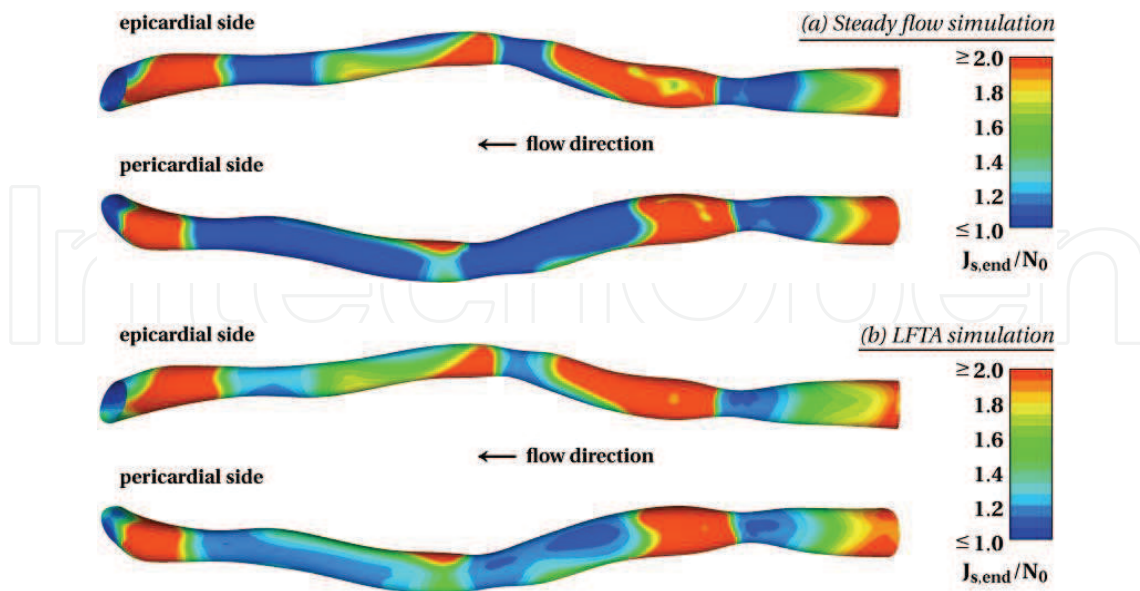 epicardial side
(a) Steady flow simulation
≥ 2.0
1.8
1.6
1.4
1.2
≤ 1.0
Js,end/N0
← flow direction
pericardial side
IntechOpen
epicardial side
(b) LFTA simulation
≥ 2.0
1.8
1.6
1.4
1.2
≤ 1.0
Js,end/N0
← flow direction
pericardial side